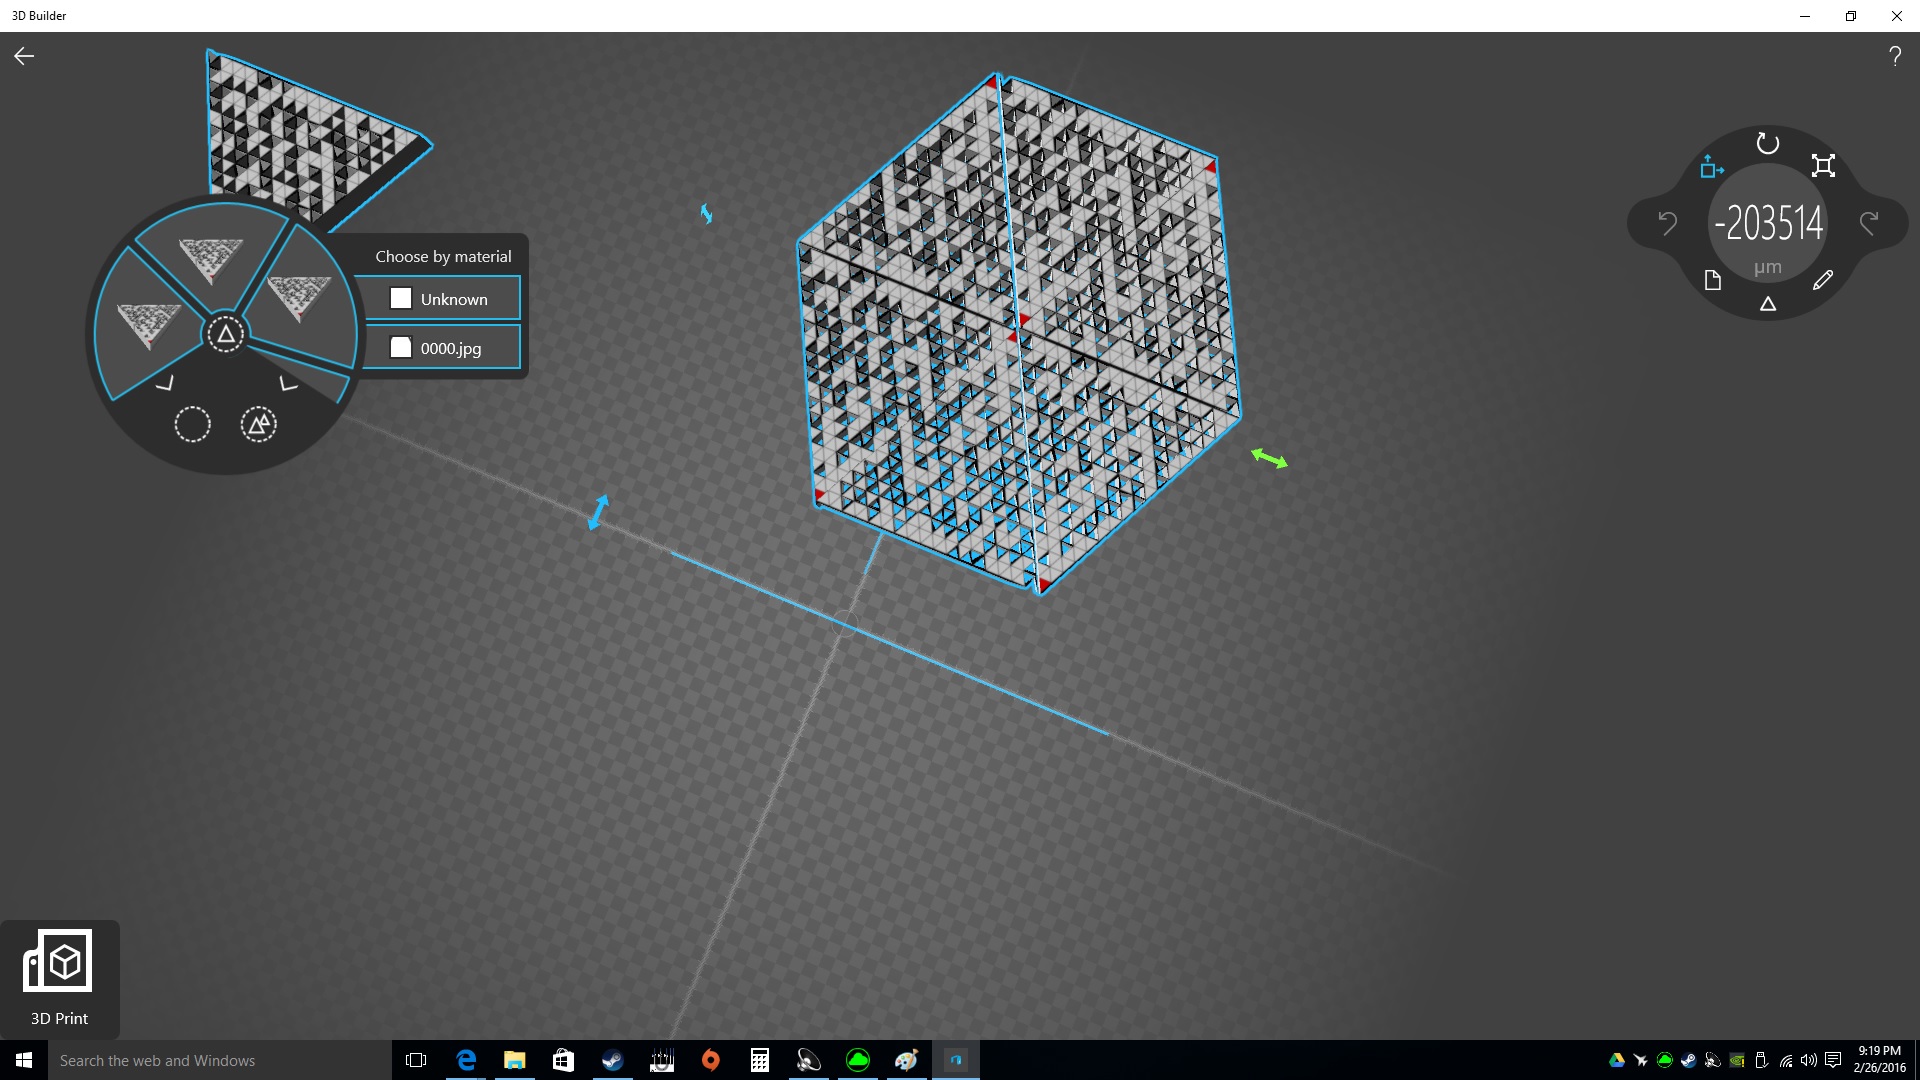 3D Builder
?
-203514
µm
Choose by material
Unknown
0000.jpg
3D Print
Search the web and Windows
9:19 PM
2/26/2016